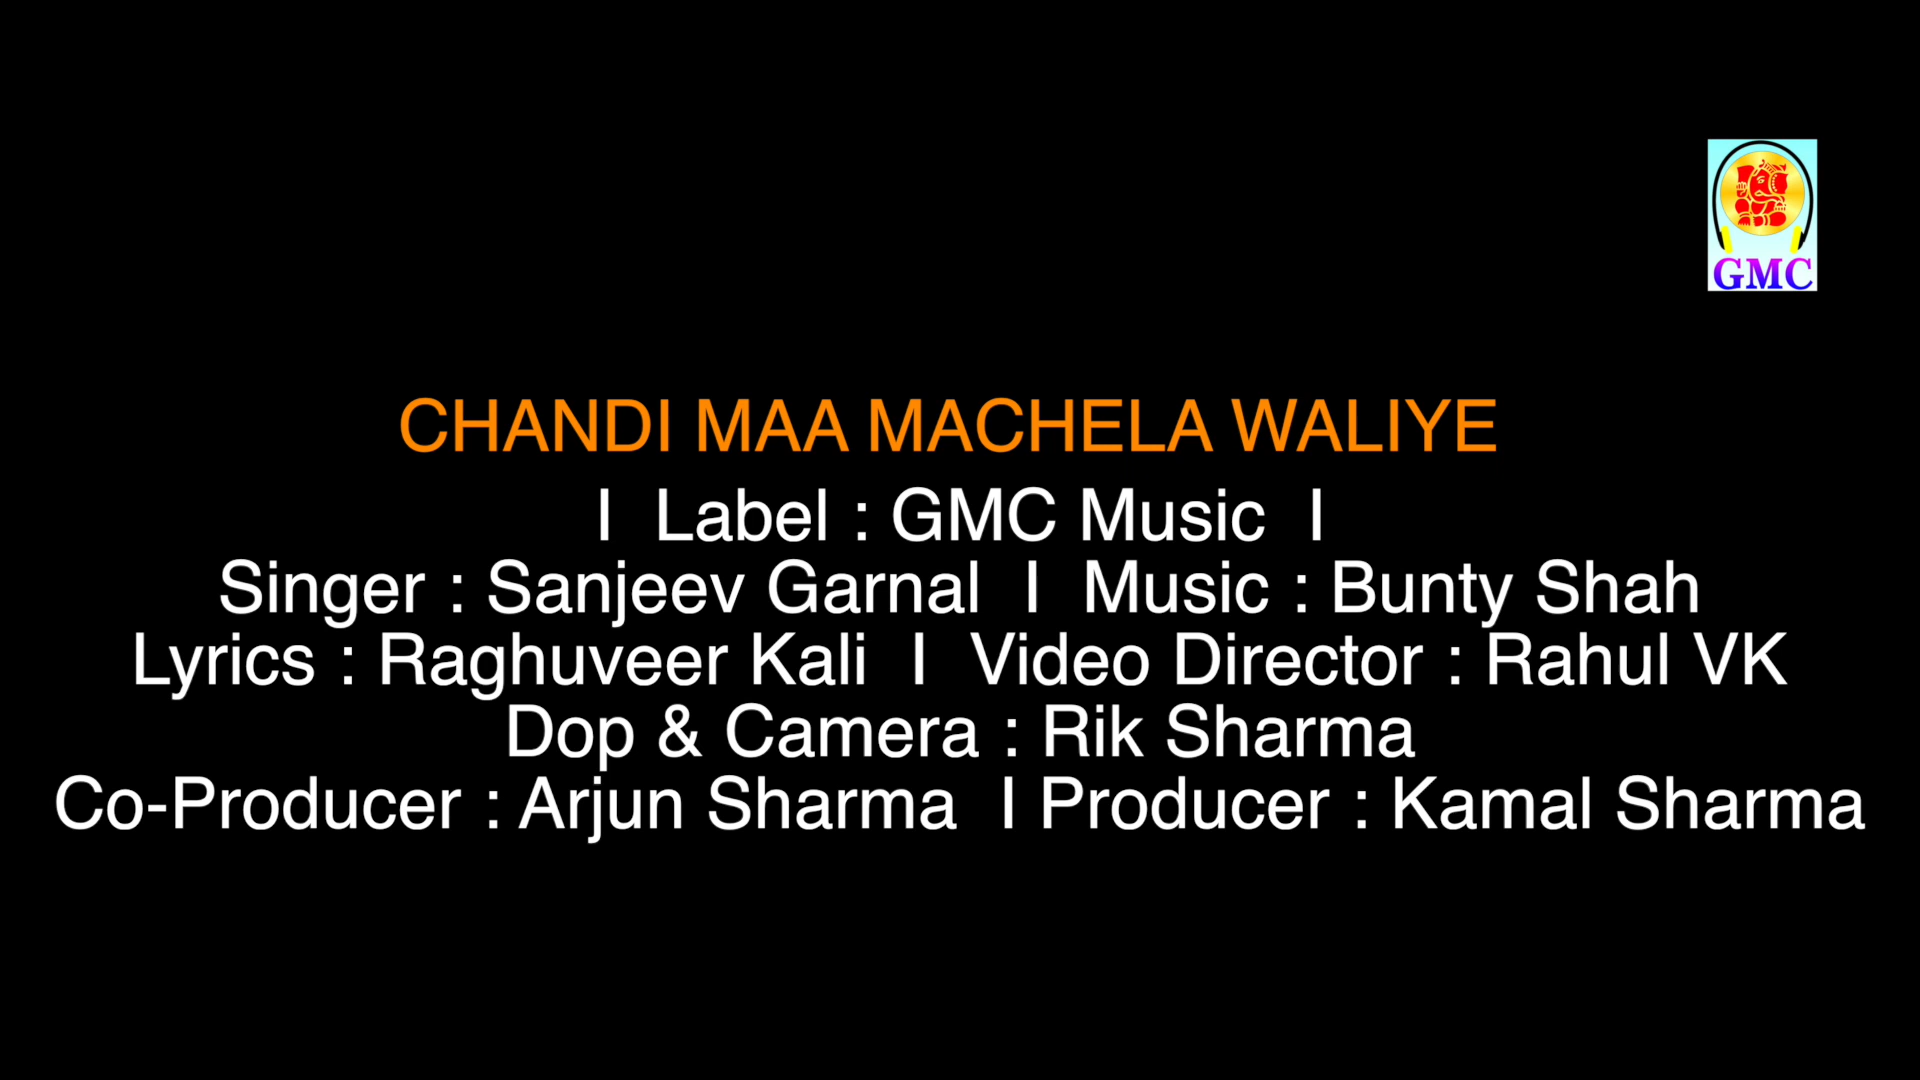 GMC
CHANDI MAA MACHELA WALIYE
I Label : GMC Music I
Singer : Sanjeev Garnal I Music : Bunty Shah
Lyrics : Raghuveer Kali I Video Director : Rahul VK
Dop & Camera : Rik Sharma
Co-Producer : Arjun Sharma I Producer : Kamal Sharma